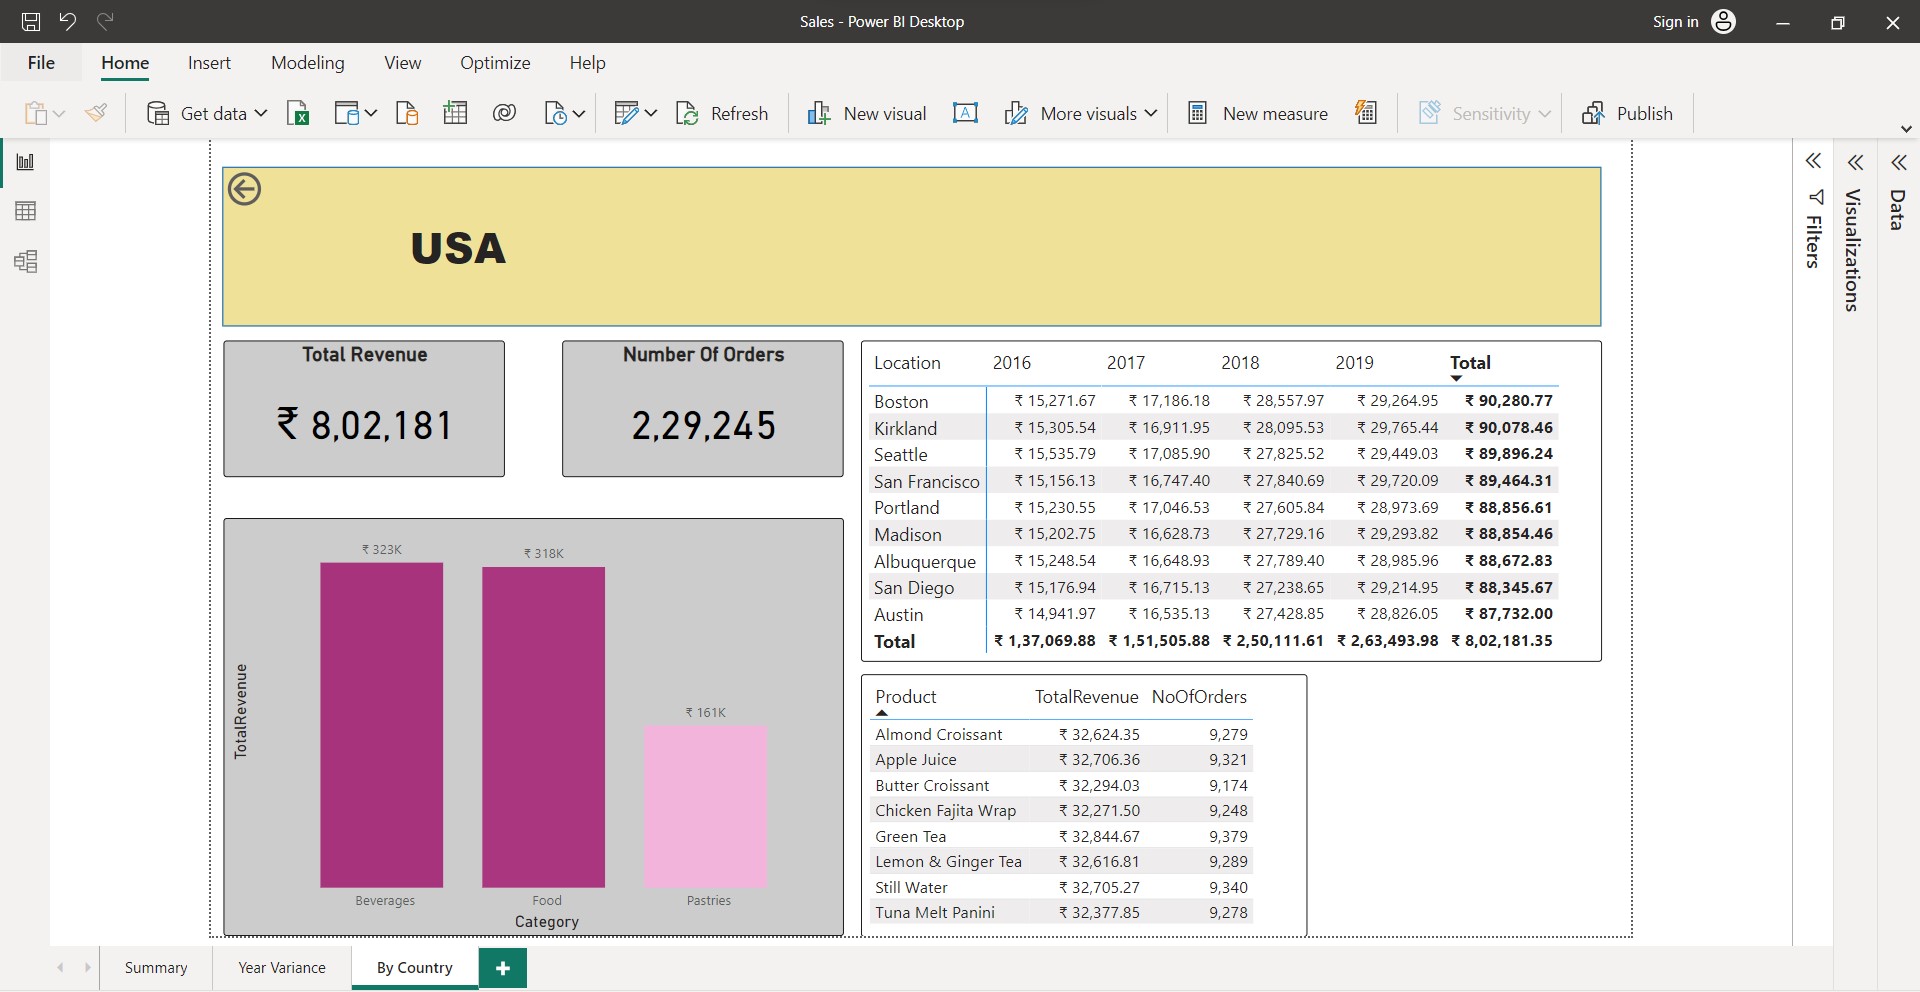 Sales - Power BI Desktop
Sign in
File Home Insert Modeling View Optimize Help
Get data Refresh New visual More visuals New measure Sensitivity Publish
USA
Total Revenue
₹ 8,02,181
Number Of Orders
2,29,245
Location 2016 2017 2018 2019 Total
Boston ₹ 15,271.67 ₹ 17,186.18 ₹ 28,557.97 ₹ 29,264.95 ₹ 90,280.77
Kirkland ₹ 15,305.54 ₹ 16,911.95 ₹ 28,095.53 ₹ 29,765.44 ₹ 90,078.46
Seattle ₹ 15,535.79 ₹ 17,085.90 ₹ 27,825.52 ₹ 29,449.03 ₹ 89,896.24
San Francisco ₹ 15,156.13 ₹ 16,747.40 ₹ 27,840.69 ₹ 29,720.09 ₹ 89,464.31
Portland ₹ 15,230.55 ₹ 17,046.53 ₹ 27,605.84 ₹ 28,973.69 ₹ 88,856.61
Madison ₹ 15,202.75 ₹ 16,628.73 ₹ 27,729.16 ₹ 29,293.82 ₹ 88,854.46
Albuquerque ₹ 15,248.54 ₹ 16,648.93 ₹ 27,789.40 ₹ 28,985.96 ₹ 88,672.83
San Diego ₹ 15,176.94 ₹ 16,715.13 ₹ 27,238.65 ₹ 29,214.95 ₹ 88,345.67
Austin ₹ 14,941.97 ₹ 16,535.13 ₹ 27,428.85 ₹ 28,826.05 ₹ 87,732.00
Total ₹ 1,37,069.88 ₹ 1,51,505.88 ₹ 2,50,111.61 ₹ 2,63,493.98 ₹ 8,02,181.35
TotalRevenue
₹ 323K
₹ 318K
₹ 161K
Beverages Food Pastries
Category
Product TotalRevenue NoOfOrders
Almond Croissant ₹ 32,624.35 9,279
Apple Juice ₹ 32,706.36 9,321
Butter Croissant ₹ 32,294.03 9,174
Chicken Fajita Wrap ₹ 32,271.50 9,248
Green Tea ₹ 32,844.67 9,379
Lemon & Ginger Tea ₹ 32,616.81 9,289
Still Water ₹ 32,705.27 9,340
Tuna Melt Panini ₹ 32,377.85 9,278
Filters
Visualizations
Data
Summary Year Variance By Country